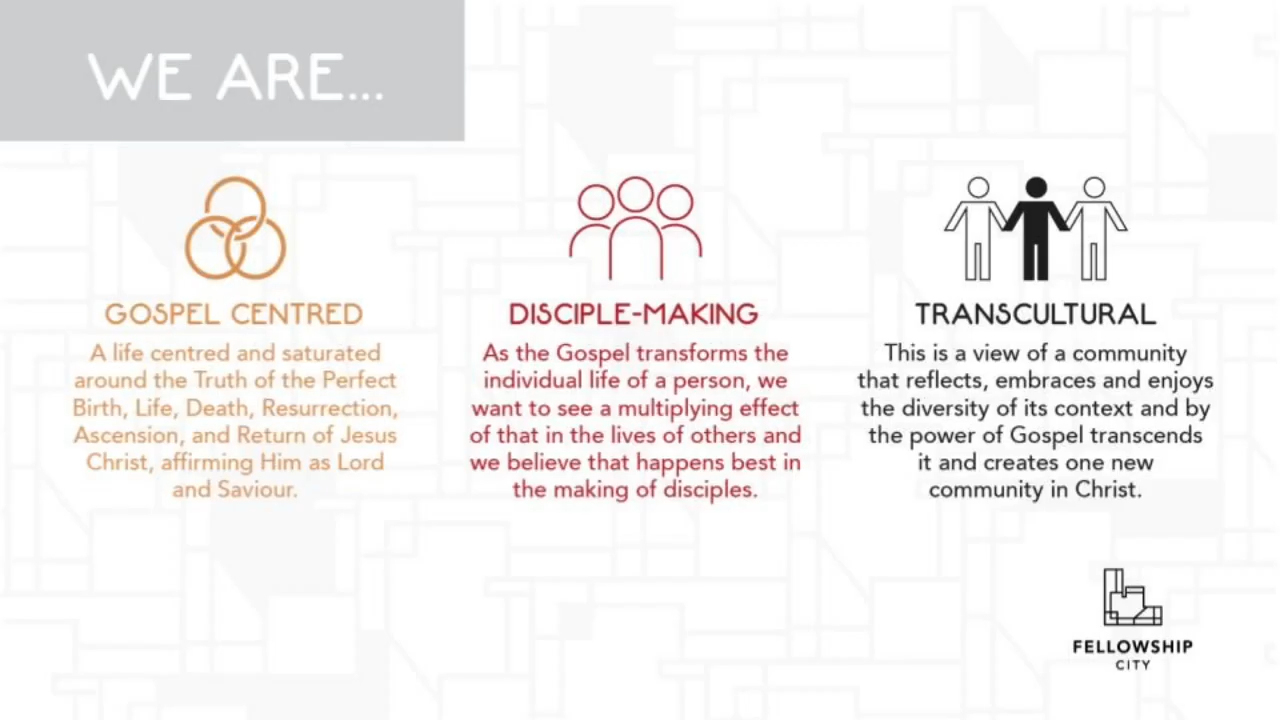 WE ARE...
GOSPEL CENTRED
A life centred and saturated
around the Truth of the Perfect
Birth, Life, Death, Resurrection,
Ascension, and Return of Jesus
Christ, affirming Him as Lord
and Saviour.
DISCIPLE-MAKING
As the Gospel transforms the
individual life of a person, we
want to see a multiplying effect
of that in the lives of others and
we believe that happens best in
the making of disciples.
TRANSCULTURAL
This is a view of a community
that reflects, embraces and enjoys
the diversity of its context and by
the power of Gospel transcends
it and creates one new
community in Christ.
FELLOWSHIP
CITY